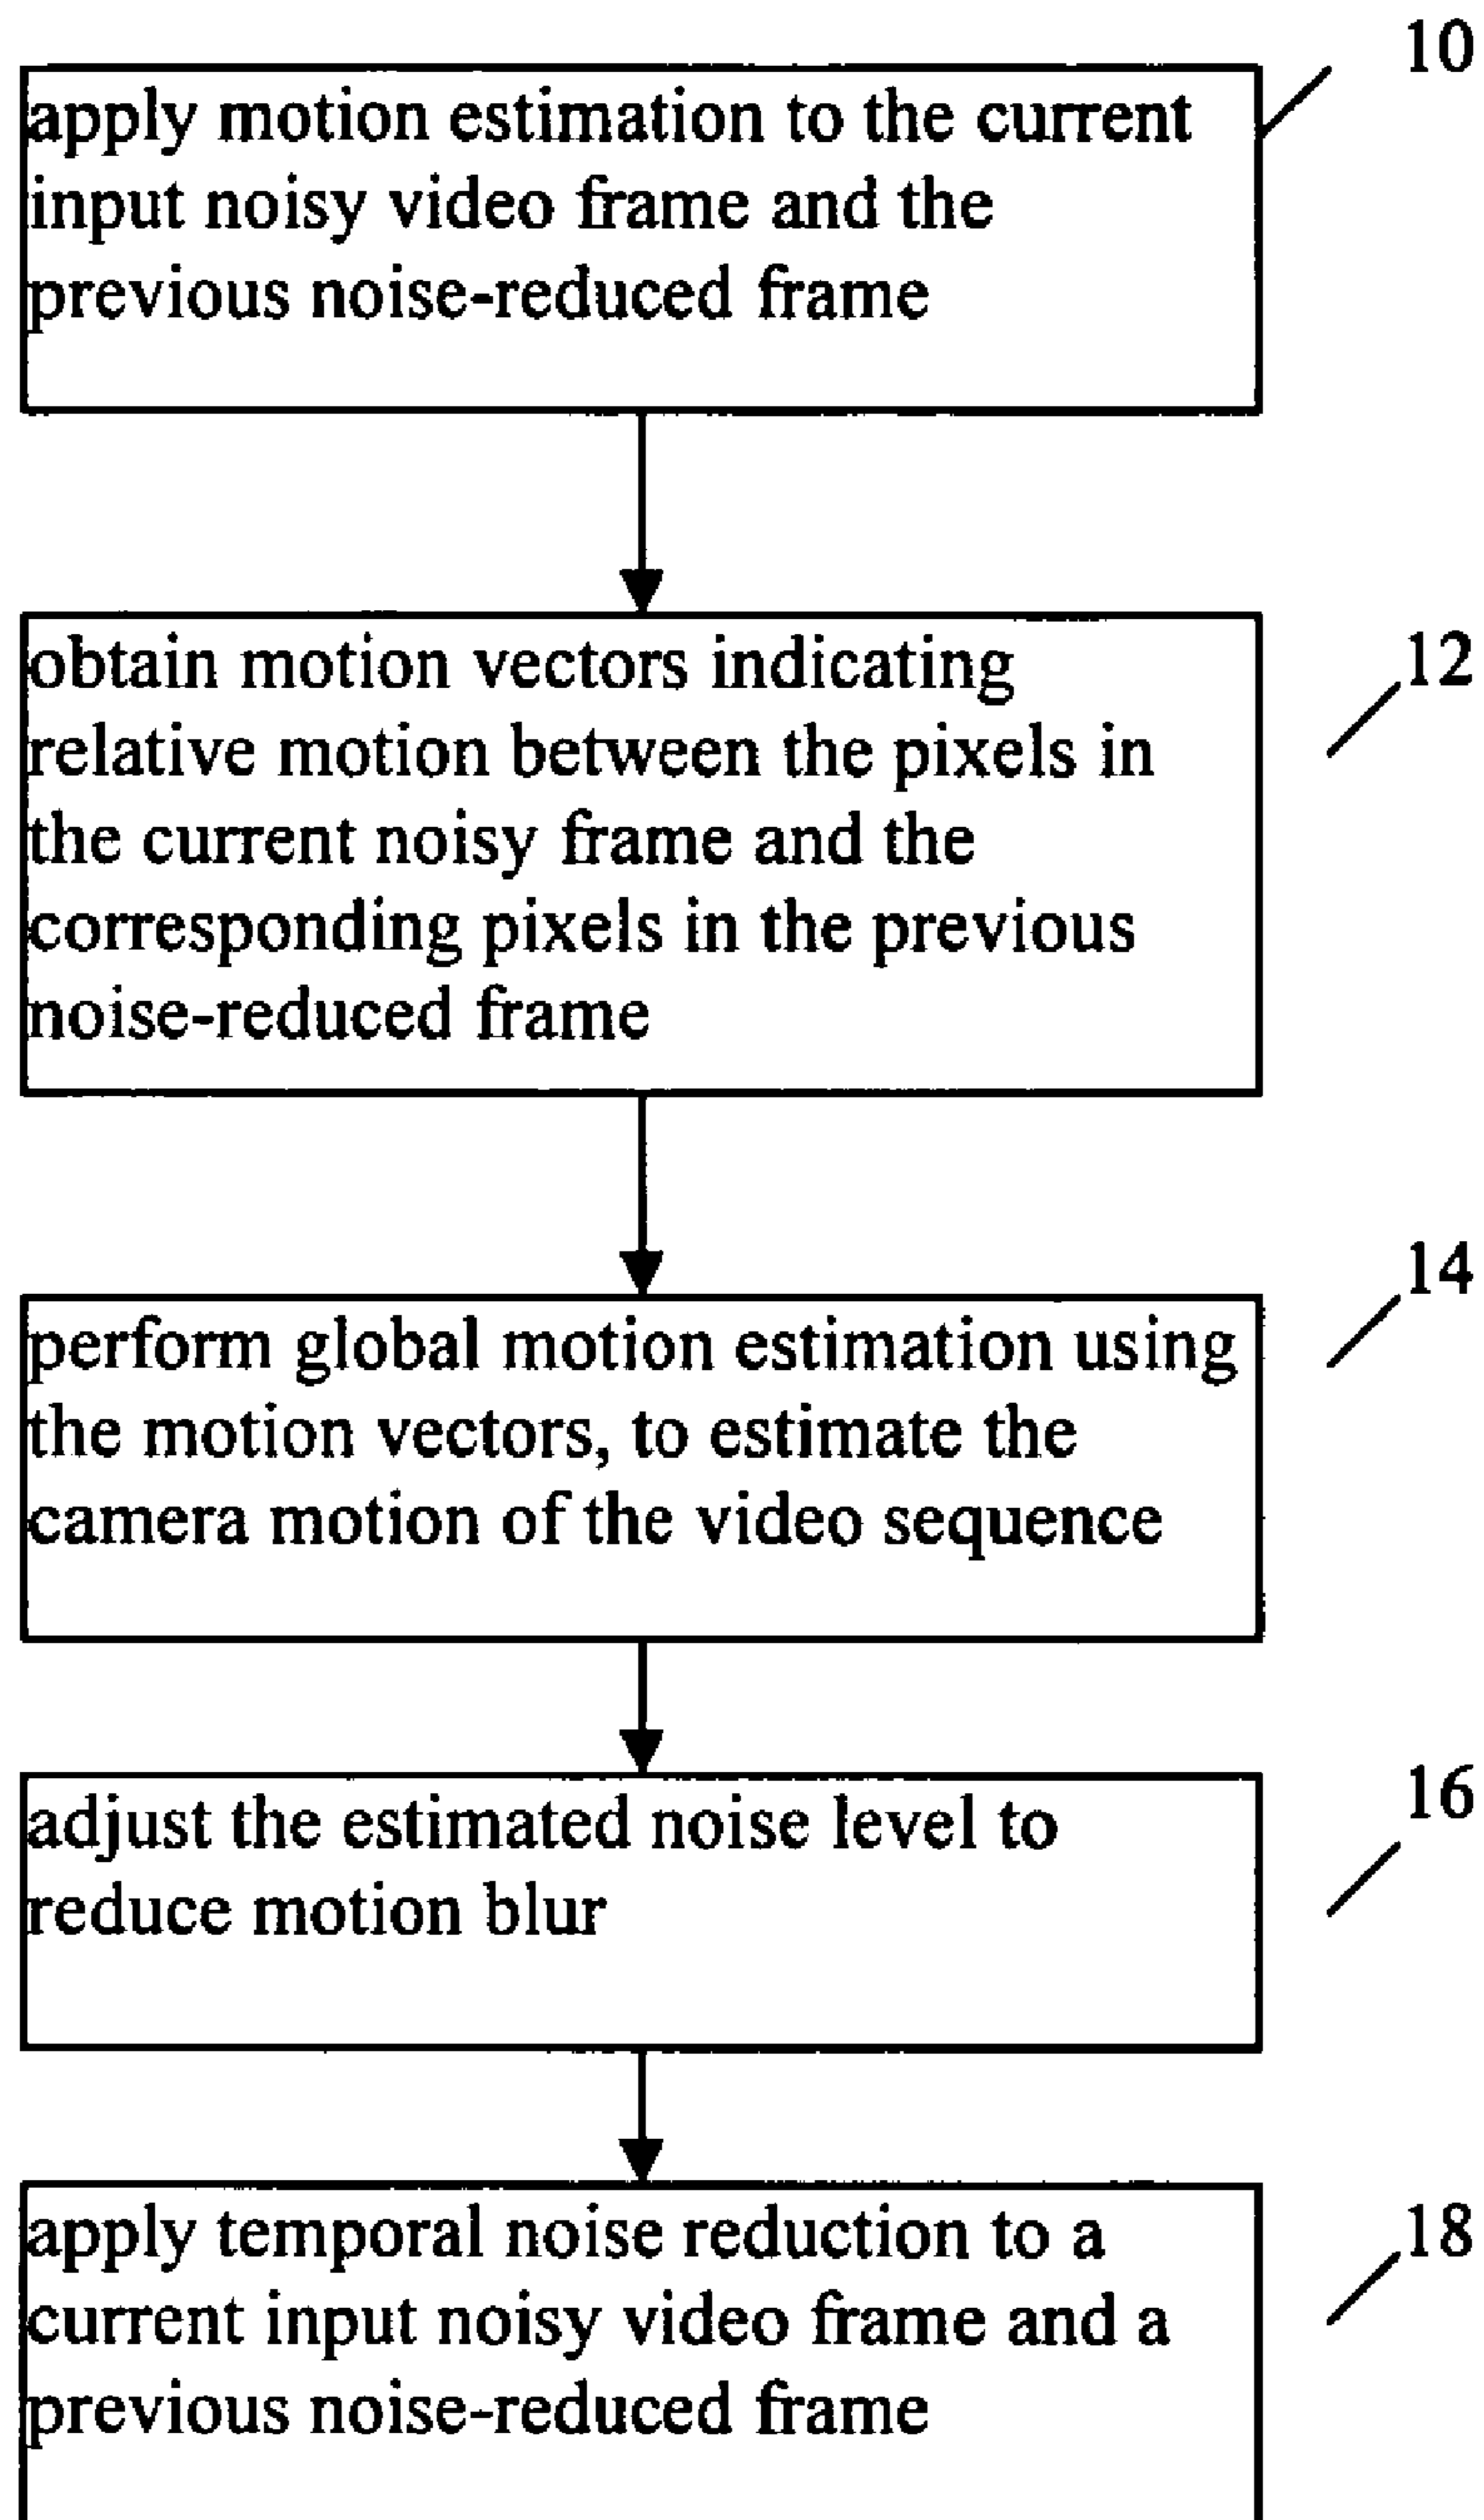 10
apply motion estimation to the current
input noisy video frame and the
previous noise-reduced frame
12
obtain motion vectors indicating
relative motion between the pixels in
the current noisy frame and the
corresponding pixels in the previous
noise-reduced frame
14
perform global motion estimation using
the motion vectors, to estimate the
camera motion of the video sequence
16
adjust the estimated noise level to
reduce motion blur
18
apply temporal noise reduction to a
current input noisy video frame and a
previous noise-reduced frame